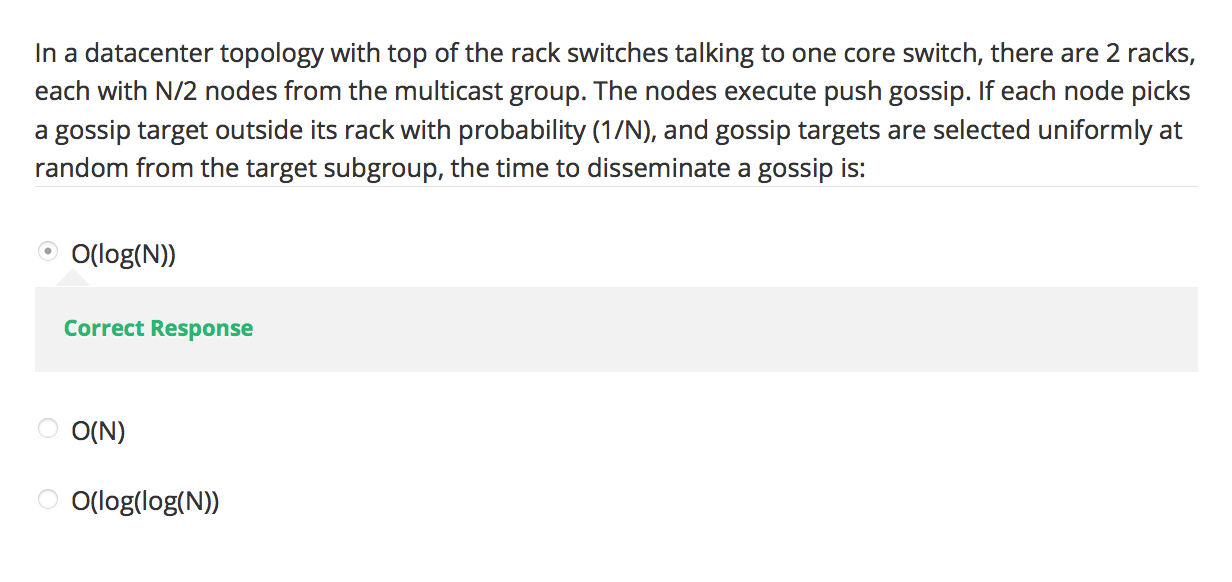 In a datacenter topology with top of the rack switches talking to one core switch, there are 2 racks,
each with N/2 nodes from the multicast group. The nodes execute push gossip. If each node picks
a gossip target outside its rack with probability (1/N), and gossip targets are selected uniformly at
random from the target subgroup, the time to disseminate a gossip is:
O(log(N))
Correct Response
O(N)
O(log(log(N))